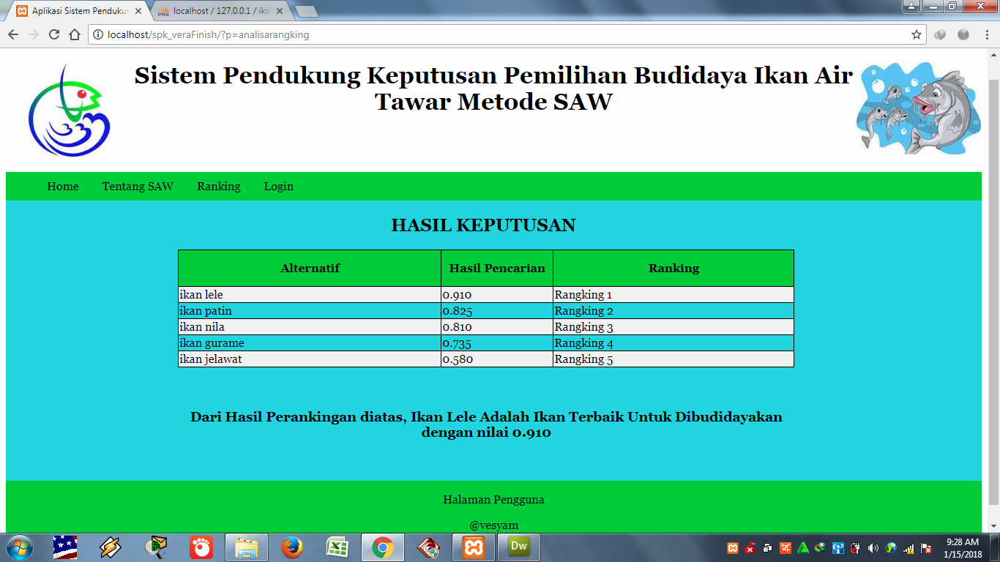 Aplikasi Sistem Pendukun
localhost / 127.0.0.1 / ika
localhost/spk_veraFinish/?p=analisarangking
Sistem Pendukung Keputusan Pemilihan Budidaya Ikan Air
Tawar Metode SAW
Home Tentang SAW Ranking Login
HASIL KEPUTUSAN
Alternatif Hasil Pencarian Ranking
ikan lele 0.910 Rangking 1
ikan patin 0.825 Rangking 2
ikan nila 0.810 Rangking 3
ikan gurame 0.735 Rangking 4
ikan jelawat 0.580 Rangking 5
Dari Hasil Perankingan diatas, Ikan Lele Adalah Ikan Terbaik Untuk Dibudidayakan
dengan nilai 0.910
Halaman Pengguna
@vesyam
Dw
9:28 AM
1/15/2018